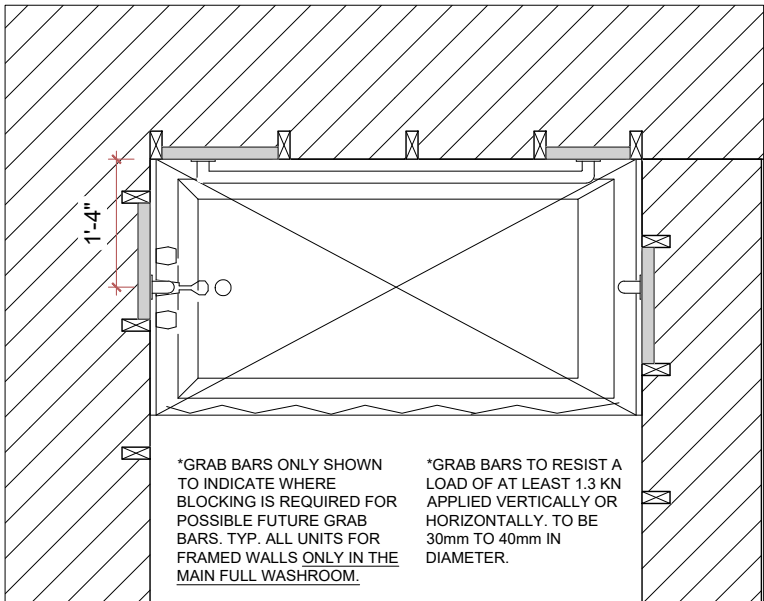 1'-4"
*GRAB BARS ONLY SHOWN
TO INDICATE WHERE
BLOCKING IS REQUIRED FOR
POSSIBLE FUTURE GRAB
BARS. TYP. ALL UNITS FOR
FRAMED WALLS ONLY IN THE
MAIN FULL WASHROOM.
*GRAB BARS TO RESIST A
LOAD OF AT LEAST 1.3 KN
APPLIED VERTICALLY OR
HORIZONTALLY. TO BE
30mm TO 40mm IN
DIAMETER.